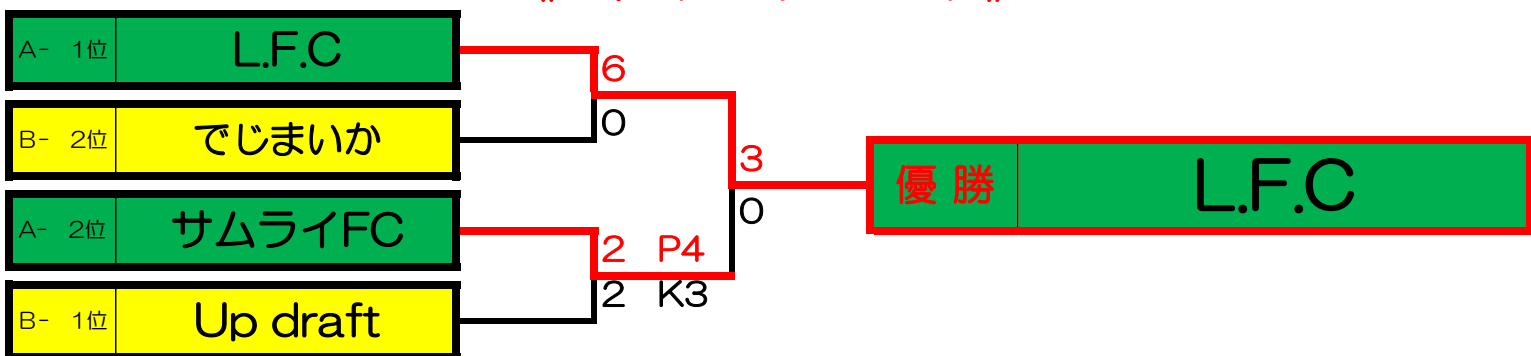 A- 1位 L.F.C
6
0
B- 2位 でじまいか
3
0
優 勝 L.F.C
A- 2位 サムライFC
2 P4
2 K3
B- 1位 Up draft